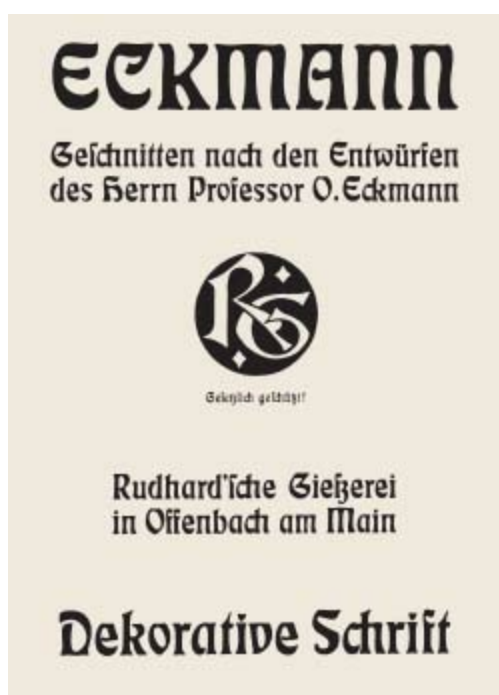 ECKMANN
Geſchnitten nach den Entwürfen
des Herrn Profeſſor O. Eckmann
RG
Geſetzlich geſchützt!
Rudhard'ſche Gießerei
in Offenbach am Main
Dekorative Schrift